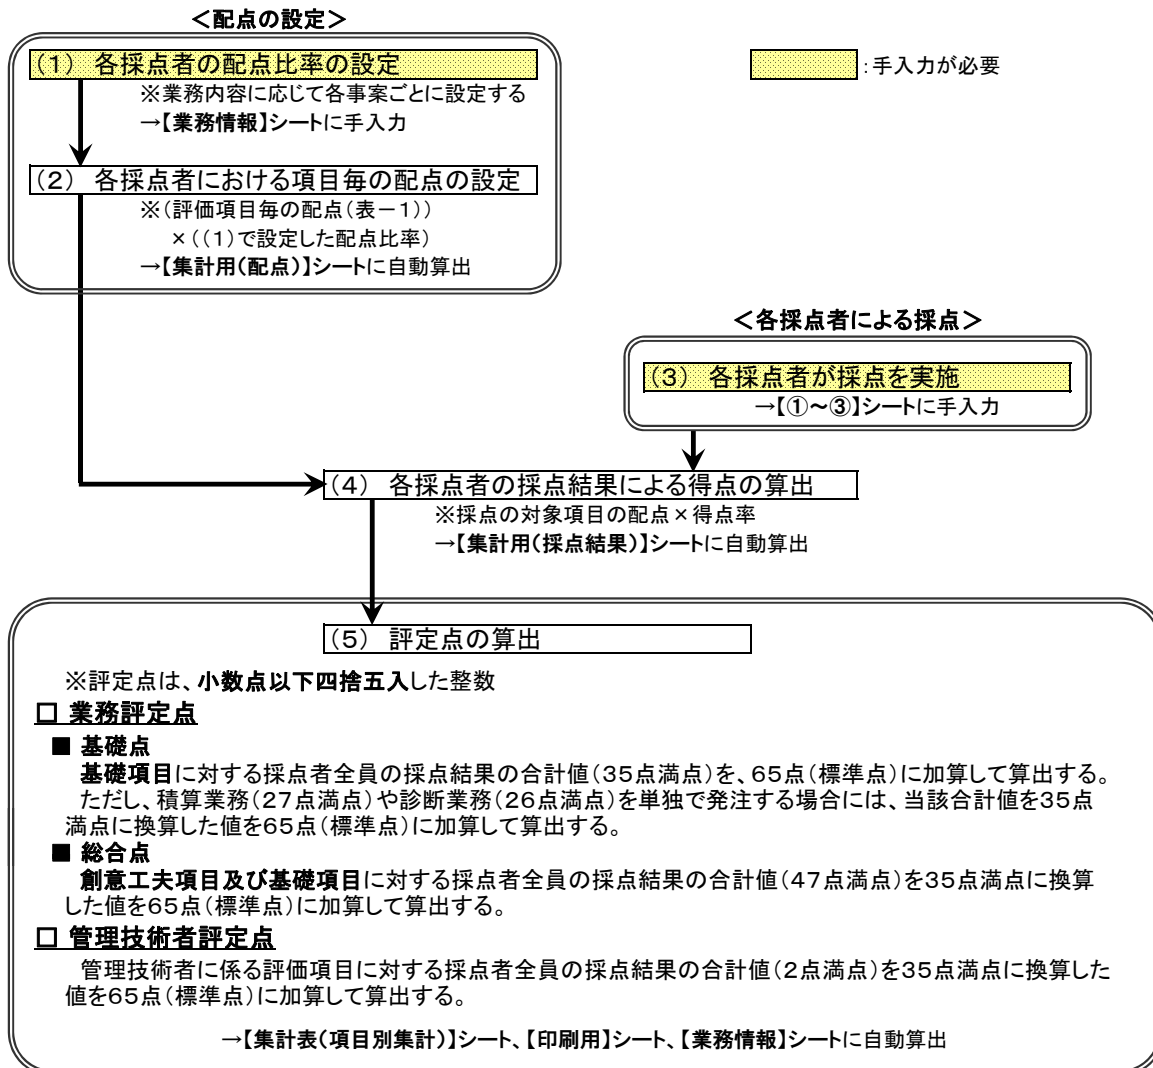 ＜配点の設定＞
(1) 各採点者の配点比率の設定
※業務内容に応じて各事案ごとに設定する
→【業務情報】シートに手入力
(2) 各採点者における項目毎の配点の設定
※(評価項目毎の配点(表－1))
×((1)で設定した配点比率)
→【集計用(配点)】シートに自動算出
：手入力が必要
＜各採点者による採点＞
(3) 各採点者が採点を実施
→【①～③】シートに手入力
(4) 各採点者の採点結果による得点の算出
※採点の対象項目の配点×得点率
→【集計用(採点結果)】シートに自動算出
(5) 評定点の算出
※評定点は、小数点以下四捨五入した整数
□ 業務評定点
■ 基礎点
基礎項目に対する採点者全員の採点結果の合計値(35点満点)を、65点(標準点)に加算して算出する。
ただし、積算業務(27点満点)や診断業務(26点満点)を単独で発注する場合には、当該合計値を35点
満点に換算した値を65点(標準点)に加算して算出する。
■ 総合点
創意工夫項目及び基礎項目に対する採点者全員の採点結果の合計値(47点満点)を35点満点に換算
した値を65点(標準点)に加算して算出する。
□ 管理技術者評定点
管理技術者に係る評価項目に対する採点者全員の採点結果の合計値(2点満点)を35点満点に換算した
値を65点(標準点)に加算して算出する。
→【集計表(項目別集計)】シート、【印刷用】シート、【業務情報】シートに自動算出